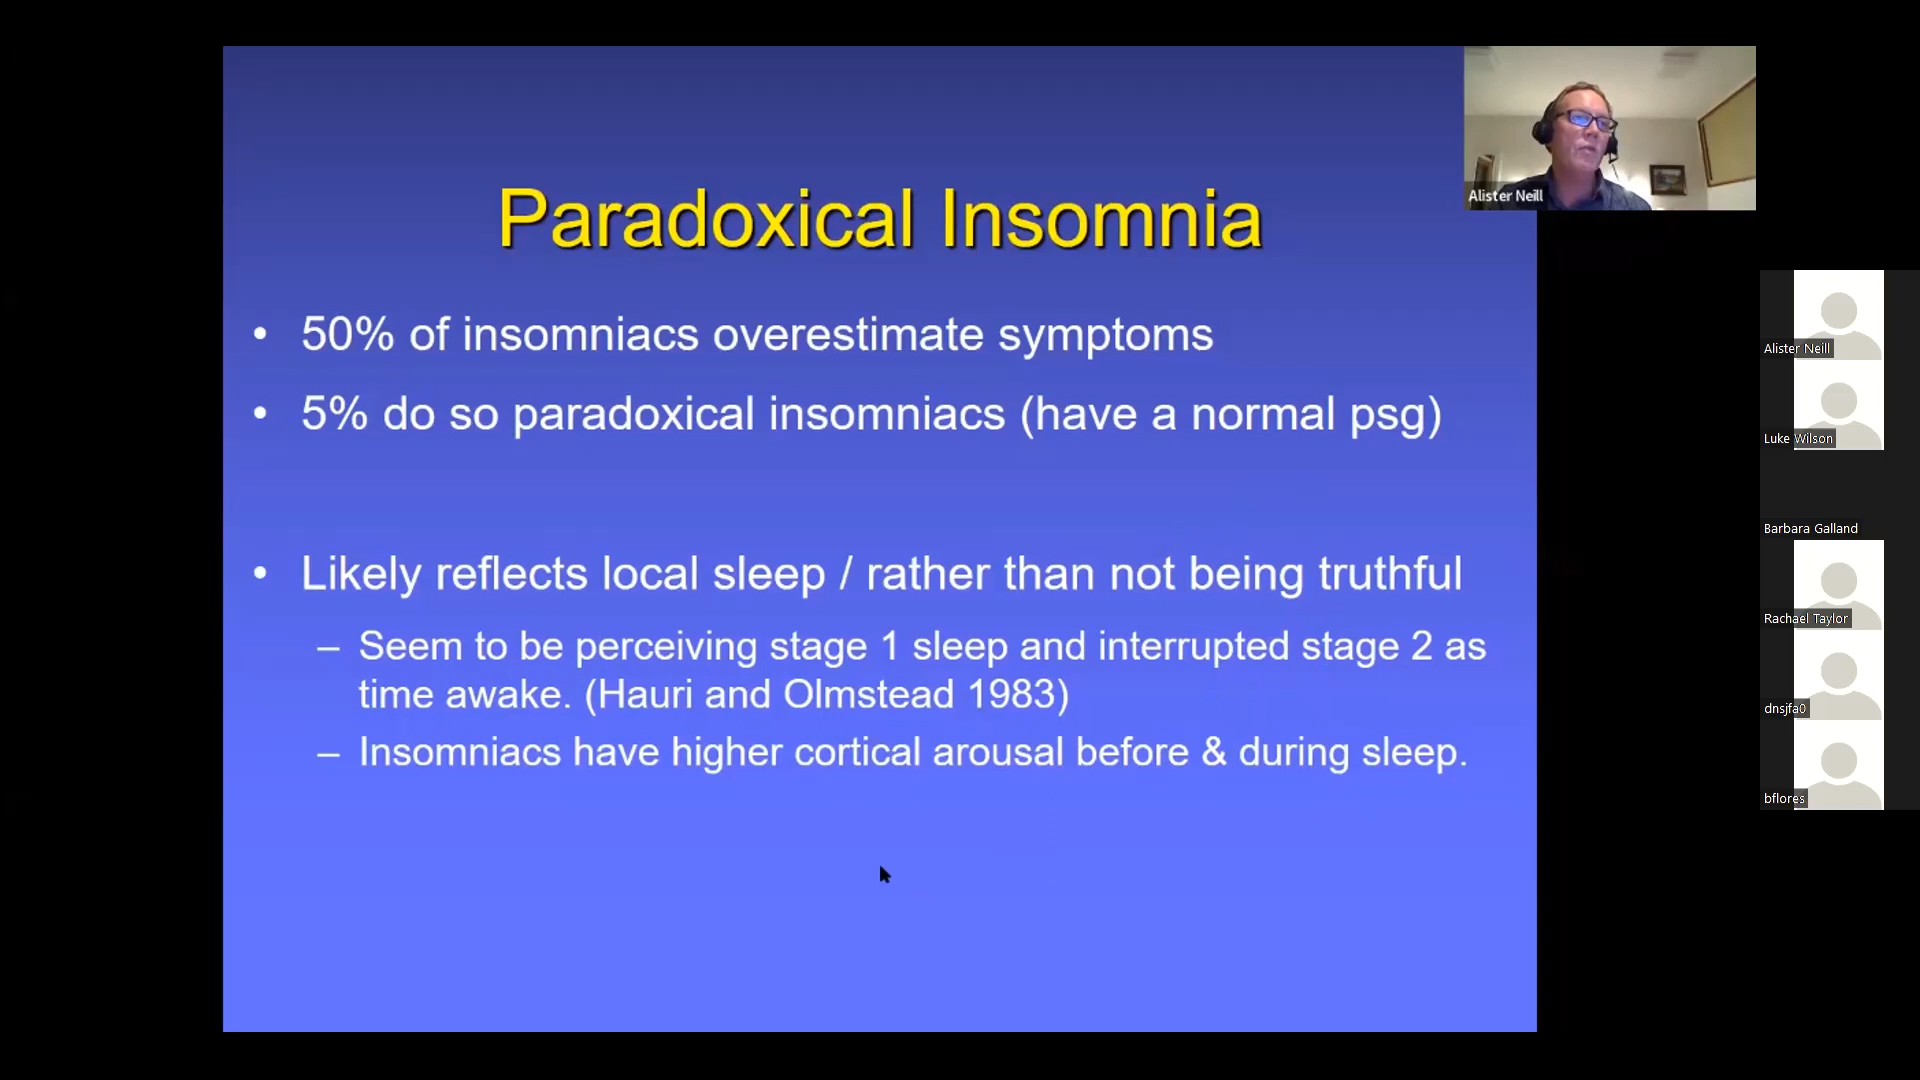 Paradoxical Insomnia
• 50% of insomniacs overestimate symptoms
• 5% do so paradoxical insomniacs (have a normal psg)
• Likely reflects local sleep / rather than not being truthful
– Seem to be perceiving stage 1 sleep and interrupted stage 2 as
time awake. (Hauri and Olmstead 1983)
– Insomniacs have higher cortical arousal before & during sleep.
Alister Neill
Alister Neill
Luke Wilson
Barbara Galland
Rachael Taylor
dnsjfa0
bflores